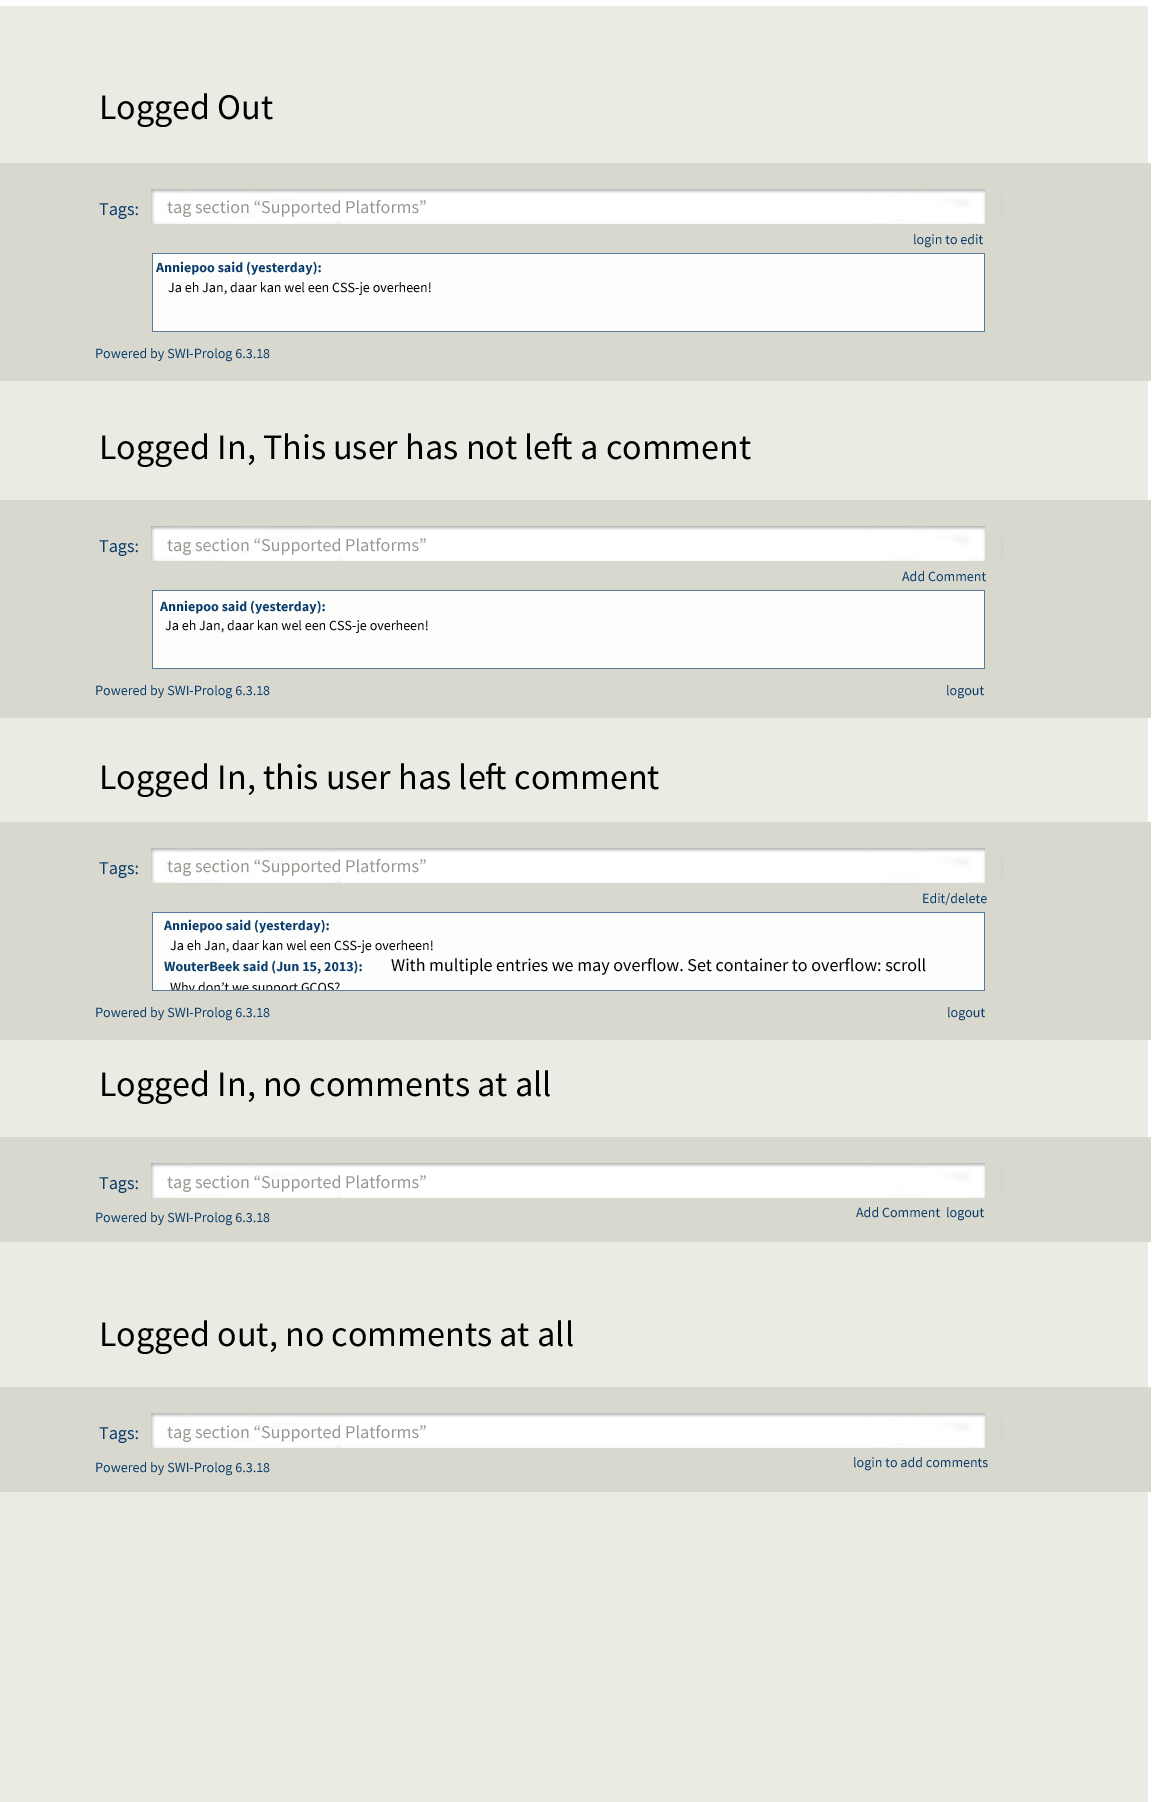 Logged Out
Tags: tag section “Supported Platforms”
login to edit
Anniepoo said (yesterday):
Ja eh Jan, daar kan wel een CSS-je overheen!
Powered by SWI-Prolog 6.3.18
Logged In, This user has not left a comment
Tags: tag section “Supported Platforms”
Add Comment
Anniepoo said (yesterday):
Ja eh Jan, daar kan wel een CSS-je overheen!
Powered by SWI-Prolog 6.3.18 logout
Logged In, this user has left comment
Tags: tag section “Supported Platforms”
Edit/delete
Anniepoo said (yesterday):
Ja eh Jan, daar kan wel een CSS-je overheen!
WouterBeek said (Jun 15, 2013): With multiple entries we may overflow. Set container to overflow: scroll
Why don’t we support GCOS?
Powered by SWI-Prolog 6.3.18 logout
Logged In, no comments at all
Tags: tag section “Supported Platforms”
Powered by SWI-Prolog 6.3.18 Add Comment logout
Logged out, no comments at all
Tags: tag section “Supported Platforms”
Powered by SWI-Prolog 6.3.18 login to add comments